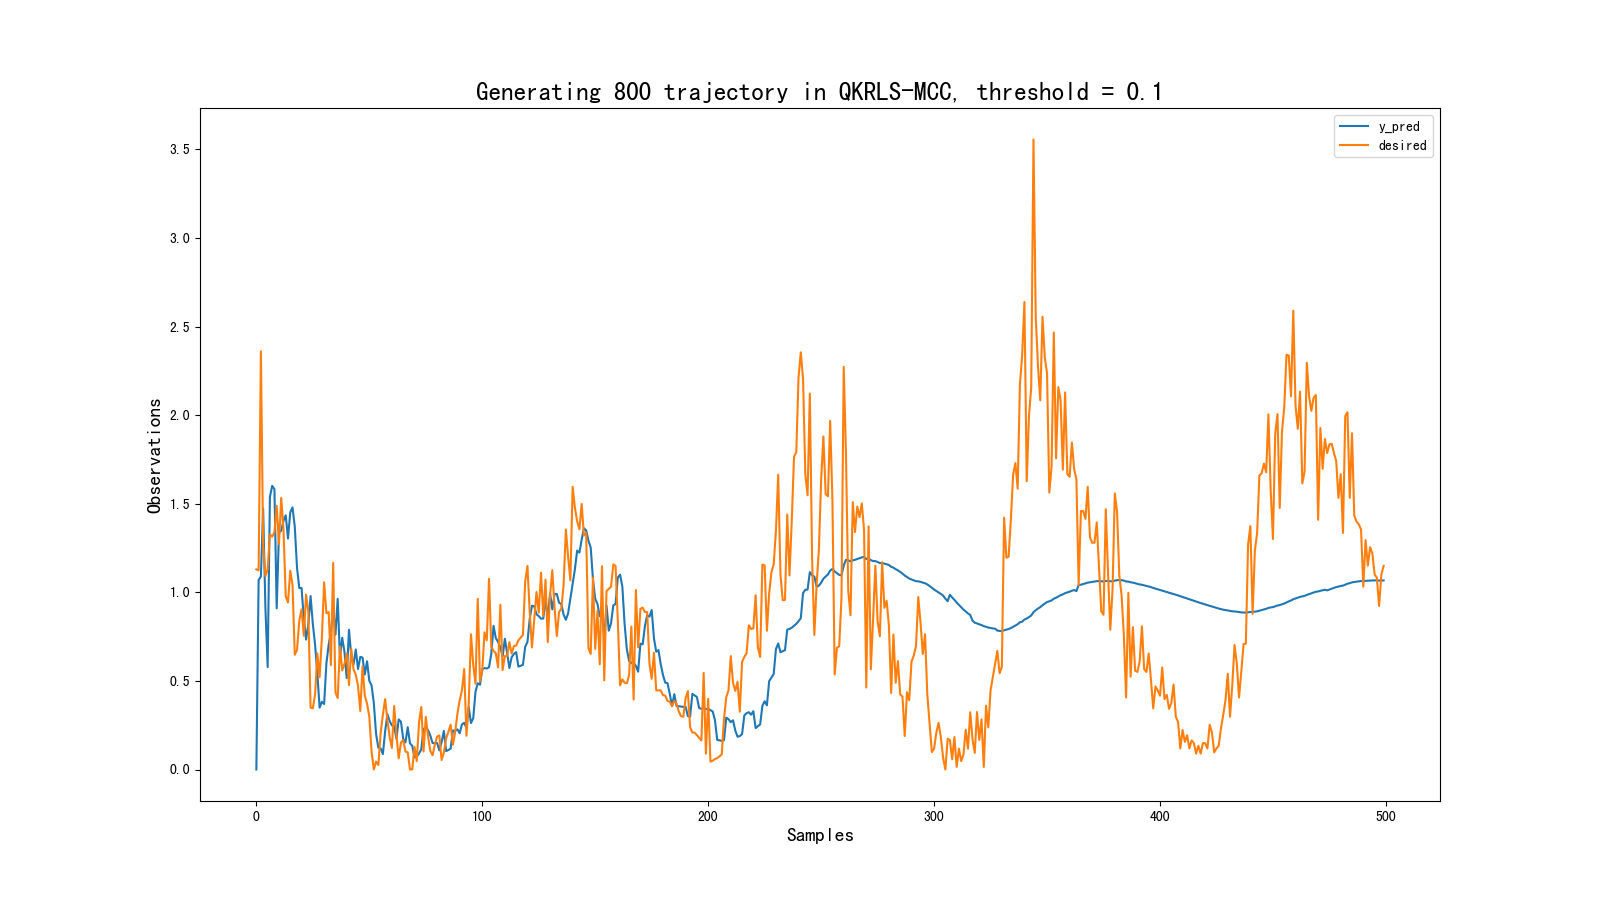 Generating 800 trajectory in QKRLS-MCC, threshold = 0.1
y_pred
desired
3.5
3.0
2.5
2.0
1.5
1.0
0.5
0.0
Observations
0 100 200 300 400 500
Samples